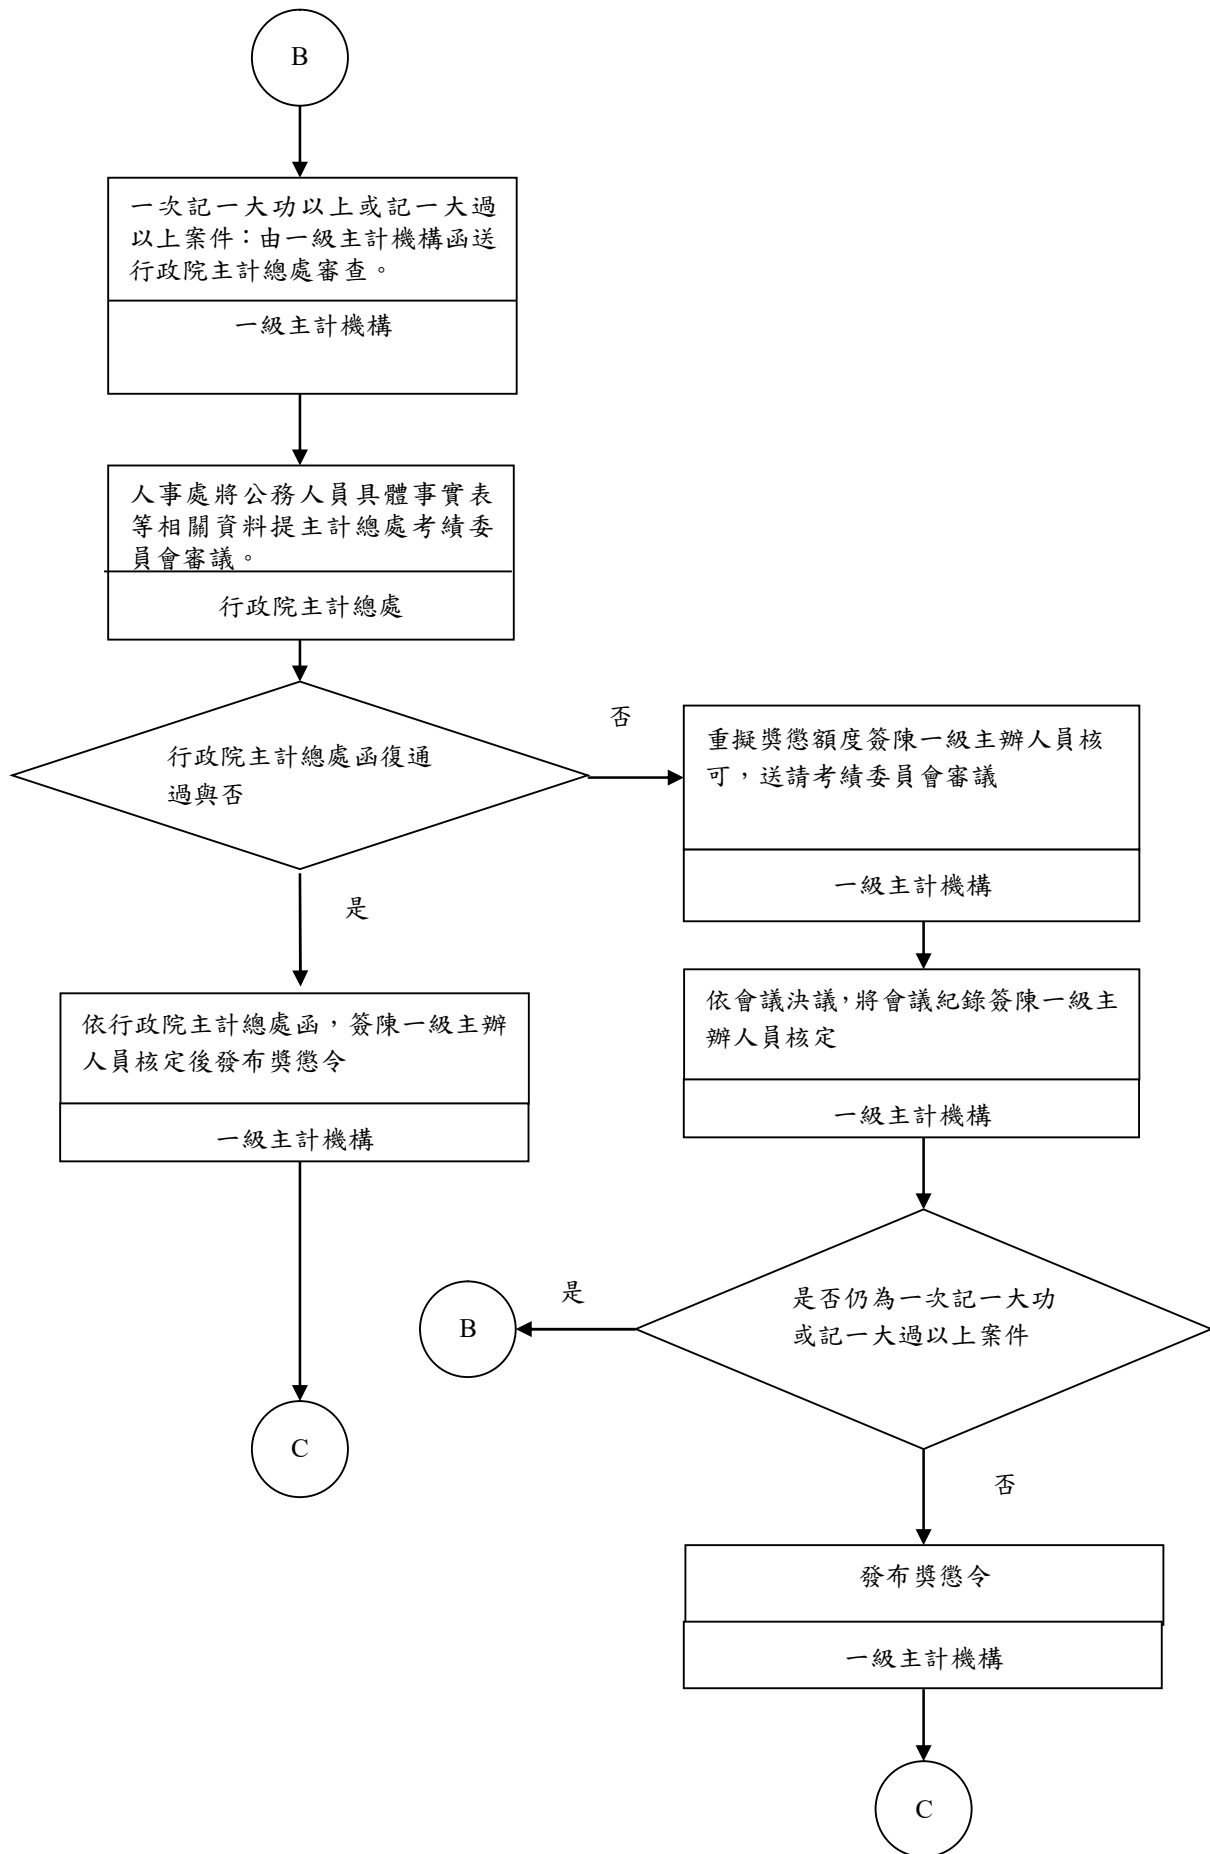 B
一次記一大功以上或記一大過
以上案件：由一級主計機構函送
行政院主計總處審查。
一級主計機構
人事處將公務人員具體事實表
等相關資料提主計總處考績委
員會審議。
行政院主計總處
行政院主計總處函復通
過與否
否
重擬獎懲額度簽陳一級主辦人員核
可，送請考績委員會審議
一級主計機構
是
依行政院主計總處函，簽陳一級主辦
人員核定後發布獎懲令
一級主計機構
依會議決議，將會議紀錄簽陳一級主
辦人員核定
一級主計機構
是否仍為一次記一大功
或記一大過以上案件
是
B
C
否
發布獎懲令
一級主計機構
C